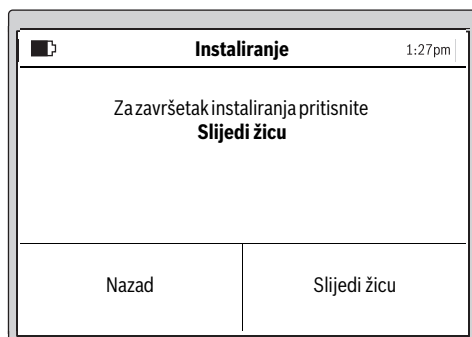 Instaliranje
1:27pm
Za završetak instaliranja pritisnite
Slijedi žicu
Nazad
Slijedi žicu